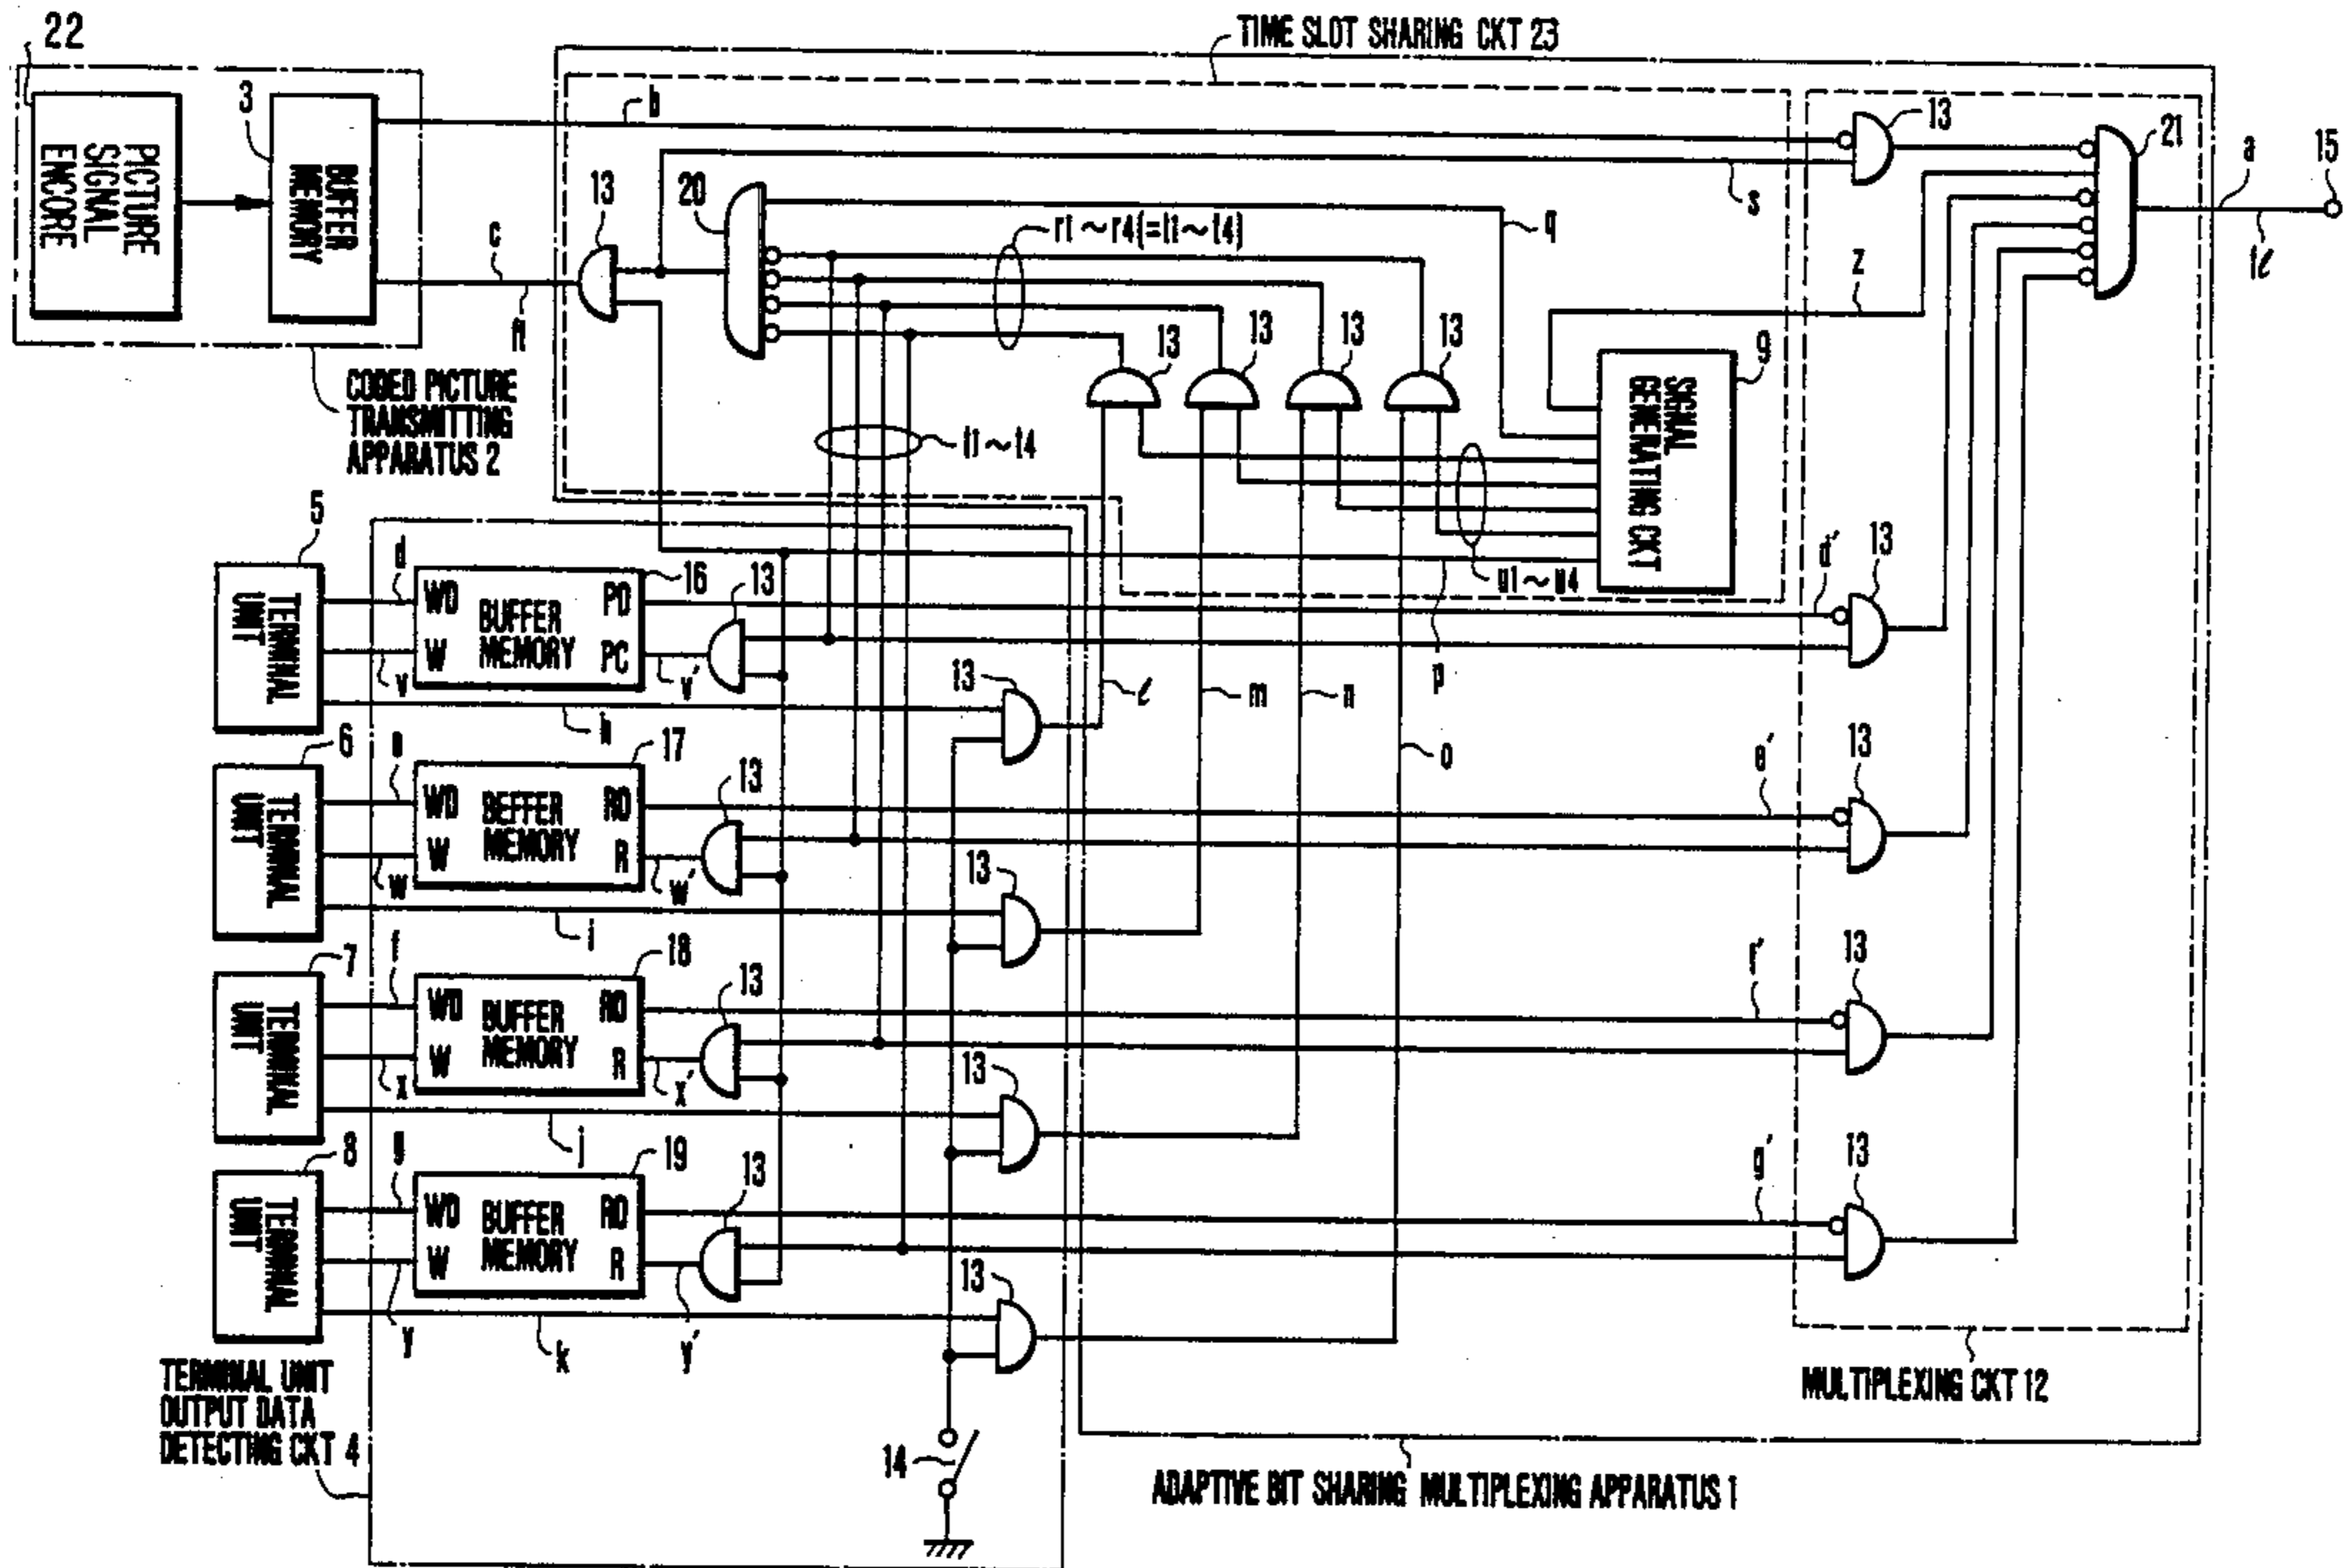 22
PICTURE
SIGNAL
ENCORE
3
BUFFER
MEMORY
CODED PICTURE
TRANSMITTING
APPARATUS 2
TIME SLOT SHARING CKT 23
b
c
13
20
r1~r4(=t1~t4)
t1~t4
q
s
z
13
13
13
13
9
SIGNAL
GENERATING CKT
u1~u4
p
13
21
a
15
5
TERMINAL
UNIT
d
v
WD
W
BUFFER
MEMORY
PD
PC
16
v'
13
h
13
l
m
n
o
d'
13
6
TERMINAL
UNIT
w
WD
W
BEFFER
MEMORY
RD
R
17
w'
13
i
13
e'
13
7
TERMINAL
UNIT
f
x
WD
W
BUFFER
MEMORY
RD
R
18
x'
13
j
13
f'
13
8
TERMINAL
UNIT
y
WD
W
BUFFER
MEMORY
RD
R
19
y'
13
k
13
g'
13
14
TERMINAL UNIT
OUTPUT DATA
DETECTING CKT 4
MULTIPLEXING CKT 12
ADAPTIVE BIT SHARING MULTIPLEXING APPARATUS 1